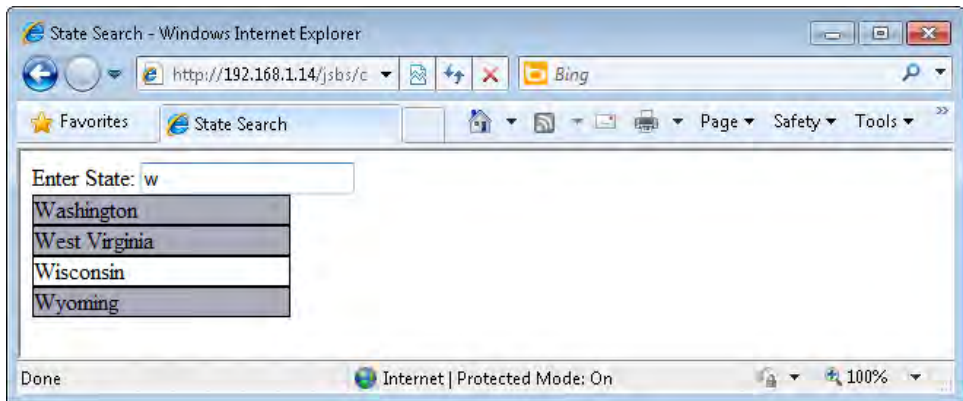 State Search - Windows Internet Explorer
http://192.168.1.14/jsbs/c
Bing
Favorites
State Search
Page
Safety
Tools
Enter State: w
Washington
West Virginia
Wisconsin
Wyoming
Done
Internet | Protected Mode: On
100%